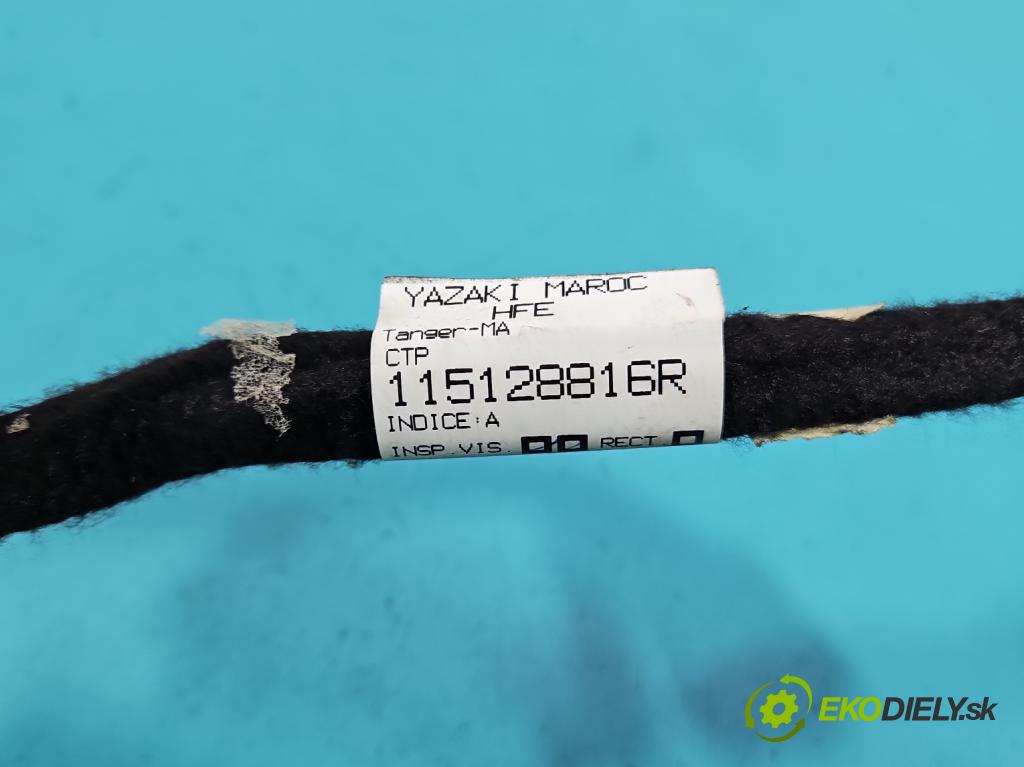 YAZAKI MAROC
HFE
Tanger-MA
CTP
115128816R
INDICE:A
INSP.VIS. RECT.
EKODIELY.sk